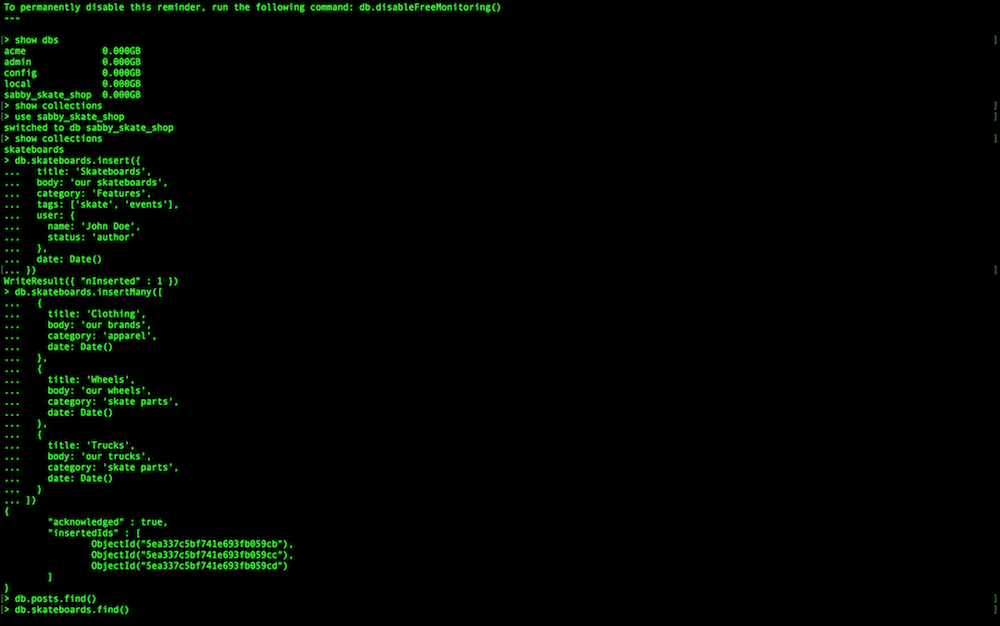 To permanently disable this reminder, run the following command: db.disableFreeMonitoring()
---
[> show dbs ]
acme 0.000GB
admin 0.000GB
config 0.000GB
local 0.000GB
sabby_skate_shop 0.000GB
[> show collections ]
[> use sabby_skate_shop ]
switched to db sabby_skate_shop
[> show collections ]
skateboards
> db.skateboards.insert({
... title: 'Skateboards',
... body: 'our skateboards',
... category: 'Features',
... tags: ['skate', 'events'],
... user: {
... name: 'John Doe',
... status: 'author'
... },
... date: Date()
[... }) ]
WriteResult({ "nInserted" : 1 })
> db.skateboards.insertMany([
... {
... title: 'Clothing',
... body: 'our brands',
... category: 'apparel',
... date: Date()
... },
... {
... title: 'Wheels',
... body: 'our wheels',
... category: 'skate parts',
... date: Date()
... },
... {
... title: 'Trucks',
... body: 'our trucks',
... category: 'skate parts',
... date: Date()
... }
... ])
{
"acknowledged" : true,
"insertedIds" : [
ObjectId("5ea337c5bf741e693fb059cb"),
ObjectId("5ea337c5bf741e693fb059cc"),
ObjectId("5ea337c5bf741e693fb059cd")
]
}
[> db.posts.find() ]
[> db.skateboards.find() ]